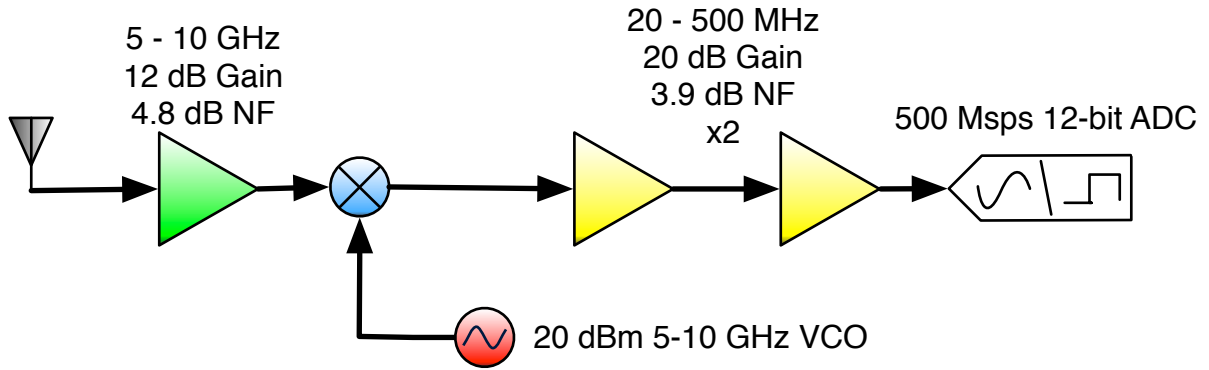 5 - 10 GHz
12 dB Gain
4.8 dB NF
20 - 500 MHz
20 dB Gain
3.9 dB NF
x2
500 Msps 12-bit ADC
20 dBm 5-10 GHz VCO